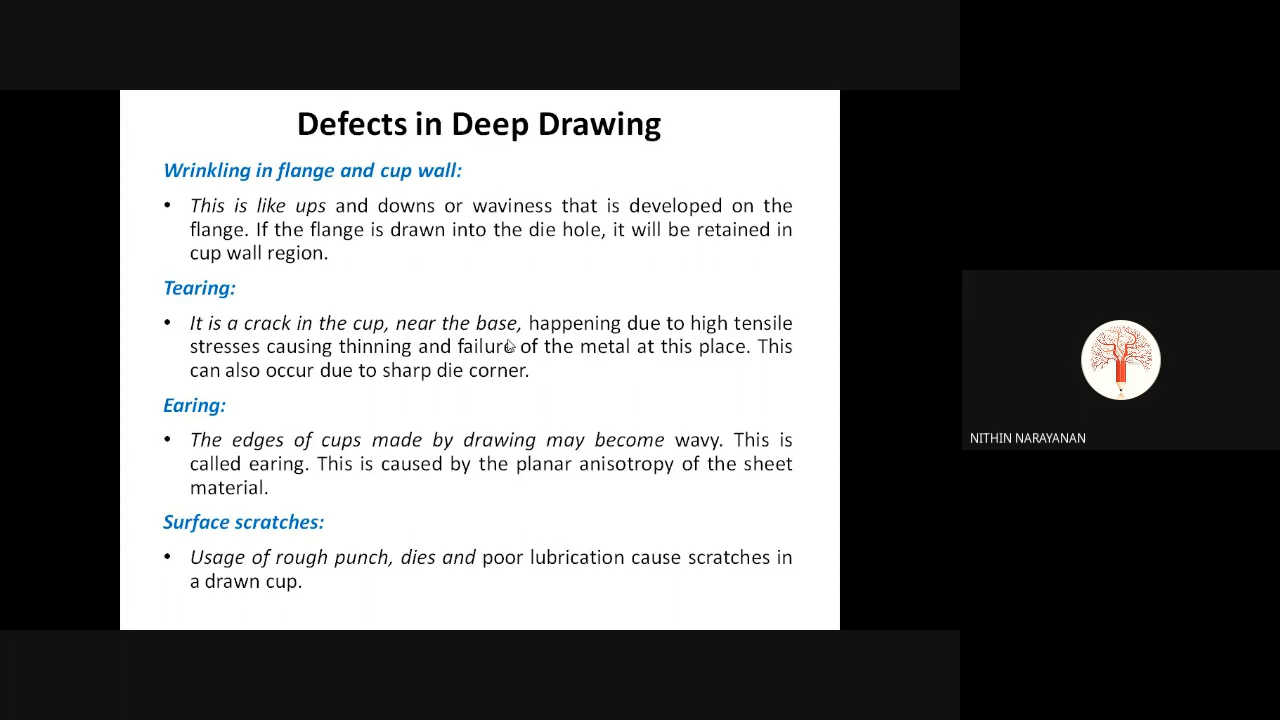 Defects in Deep Drawing
Wrinkling in flange and cup wall:
• This is like ups and downs or waviness that is developed on the
flange. If the flange is drawn into the die hole, it will be retained in
cup wall region.
Tearing:
• It is a crack in the cup, near the base, happening due to high tensile
stresses causing thinning and failure of the metal at this place. This
can also occur due to sharp die corner.
Earing:
• The edges of cups made by drawing may become wavy. This is
called earing. This is caused by the planar anisotropy of the sheet
material.
Surface scratches:
• Usage of rough punch, dies and poor lubrication cause scratches in
a drawn cup.
NITHIN NARAYANAN